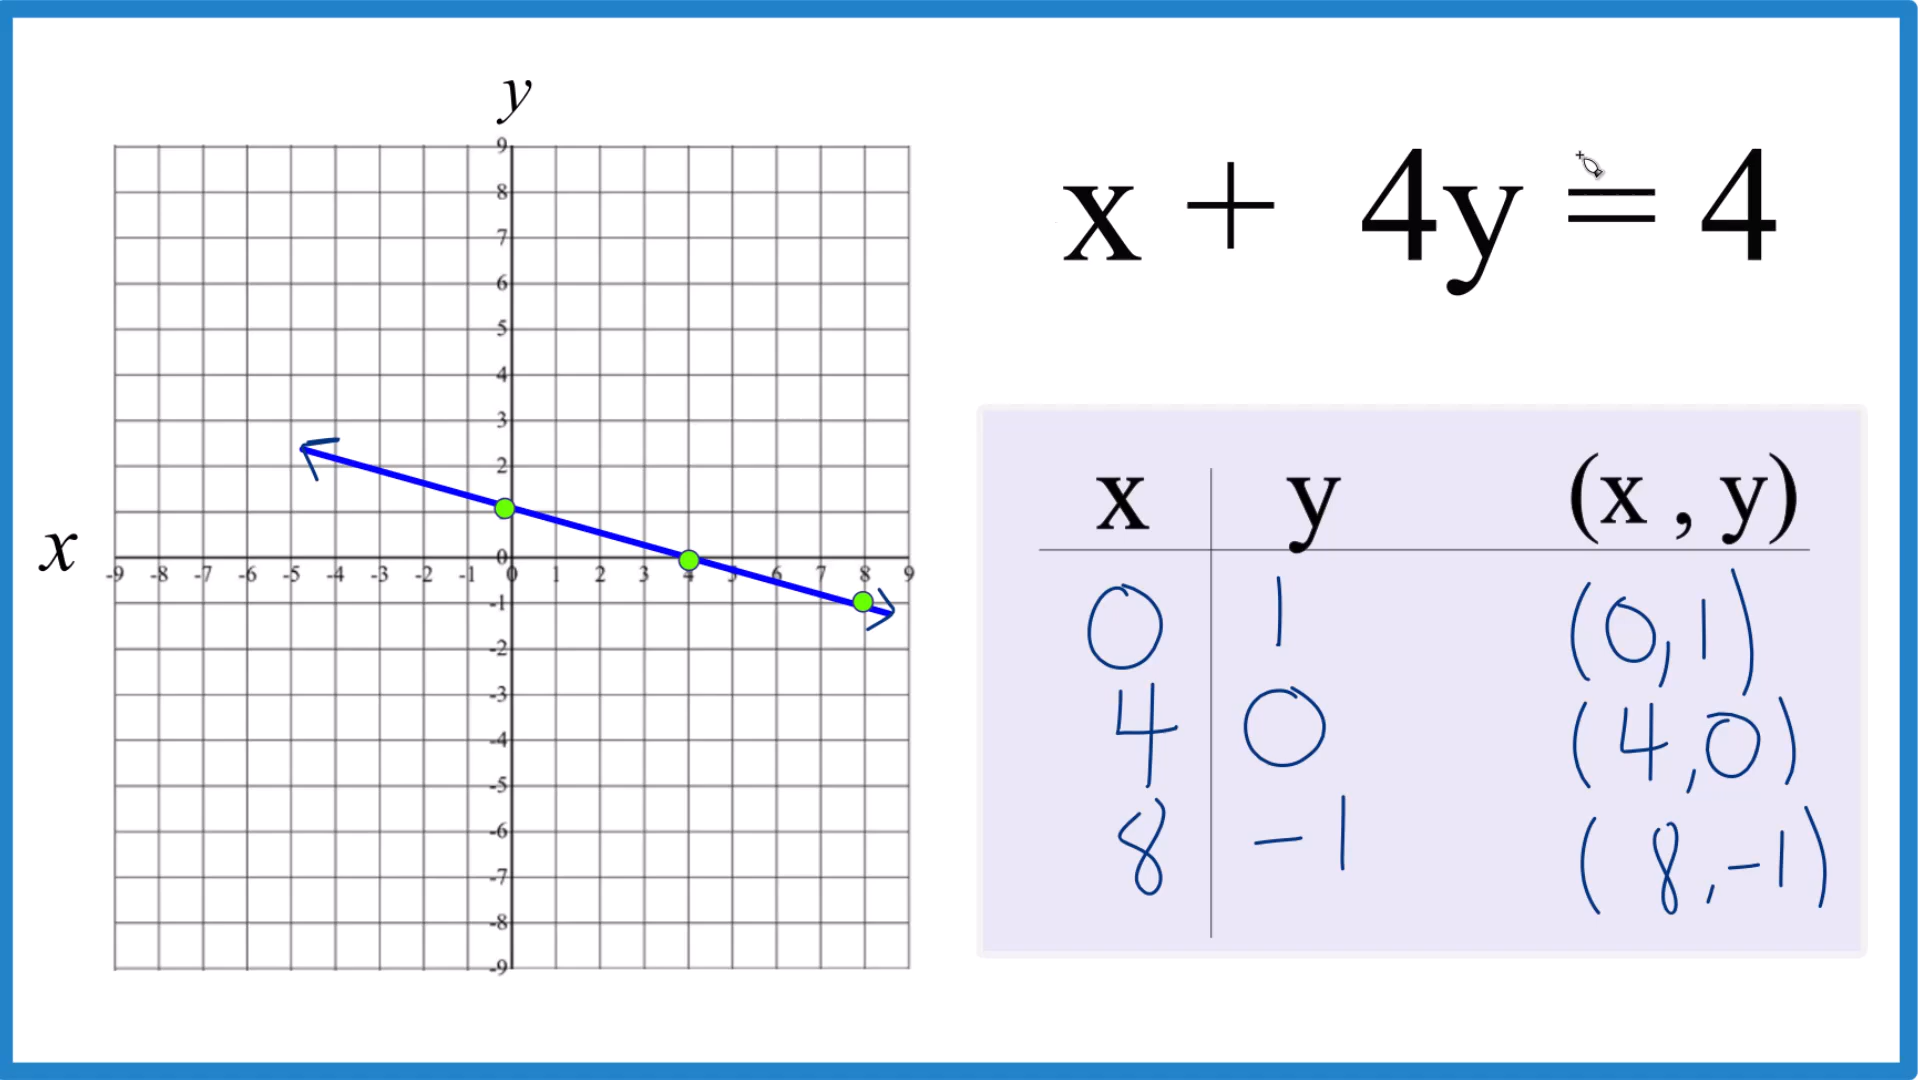 y
9
8
7
6
5
4
3
2
0
x
-9 -8 -7 -6 -5 -4 -3 -2 -1 0 1 2 3 4 5 6 7 8 9
-1
-2
-3
-4
-5
-6
-7
-8
-9
x + 4y = 4
x y (x , y)
0 1 (0,1)
4 0 (4,0)
8 -1 (8,-1)